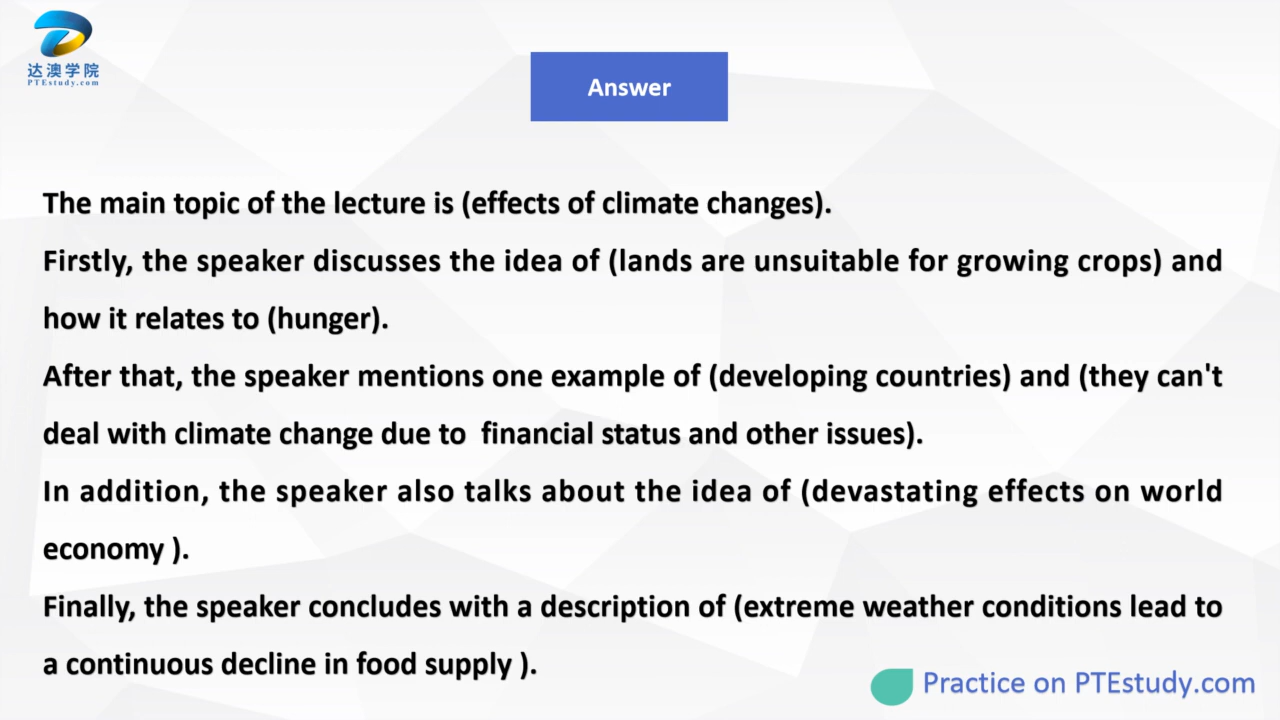 达澳学院
PTEstudy.com
Answer
The main topic of the lecture is (effects of climate changes).
Firstly, the speaker discusses the idea of (lands are unsuitable for growing crops) and
how it relates to (hunger).
After that, the speaker mentions one example of (developing countries) and (they can't
deal with climate change due to  financial status and other issues).
In addition, the speaker also talks about the idea of (devastating effects on world
economy ).
Finally, the speaker concludes with a description of (extreme weather conditions lead to
a continuous decline in food supply ).
Practice on PTEstudy.com